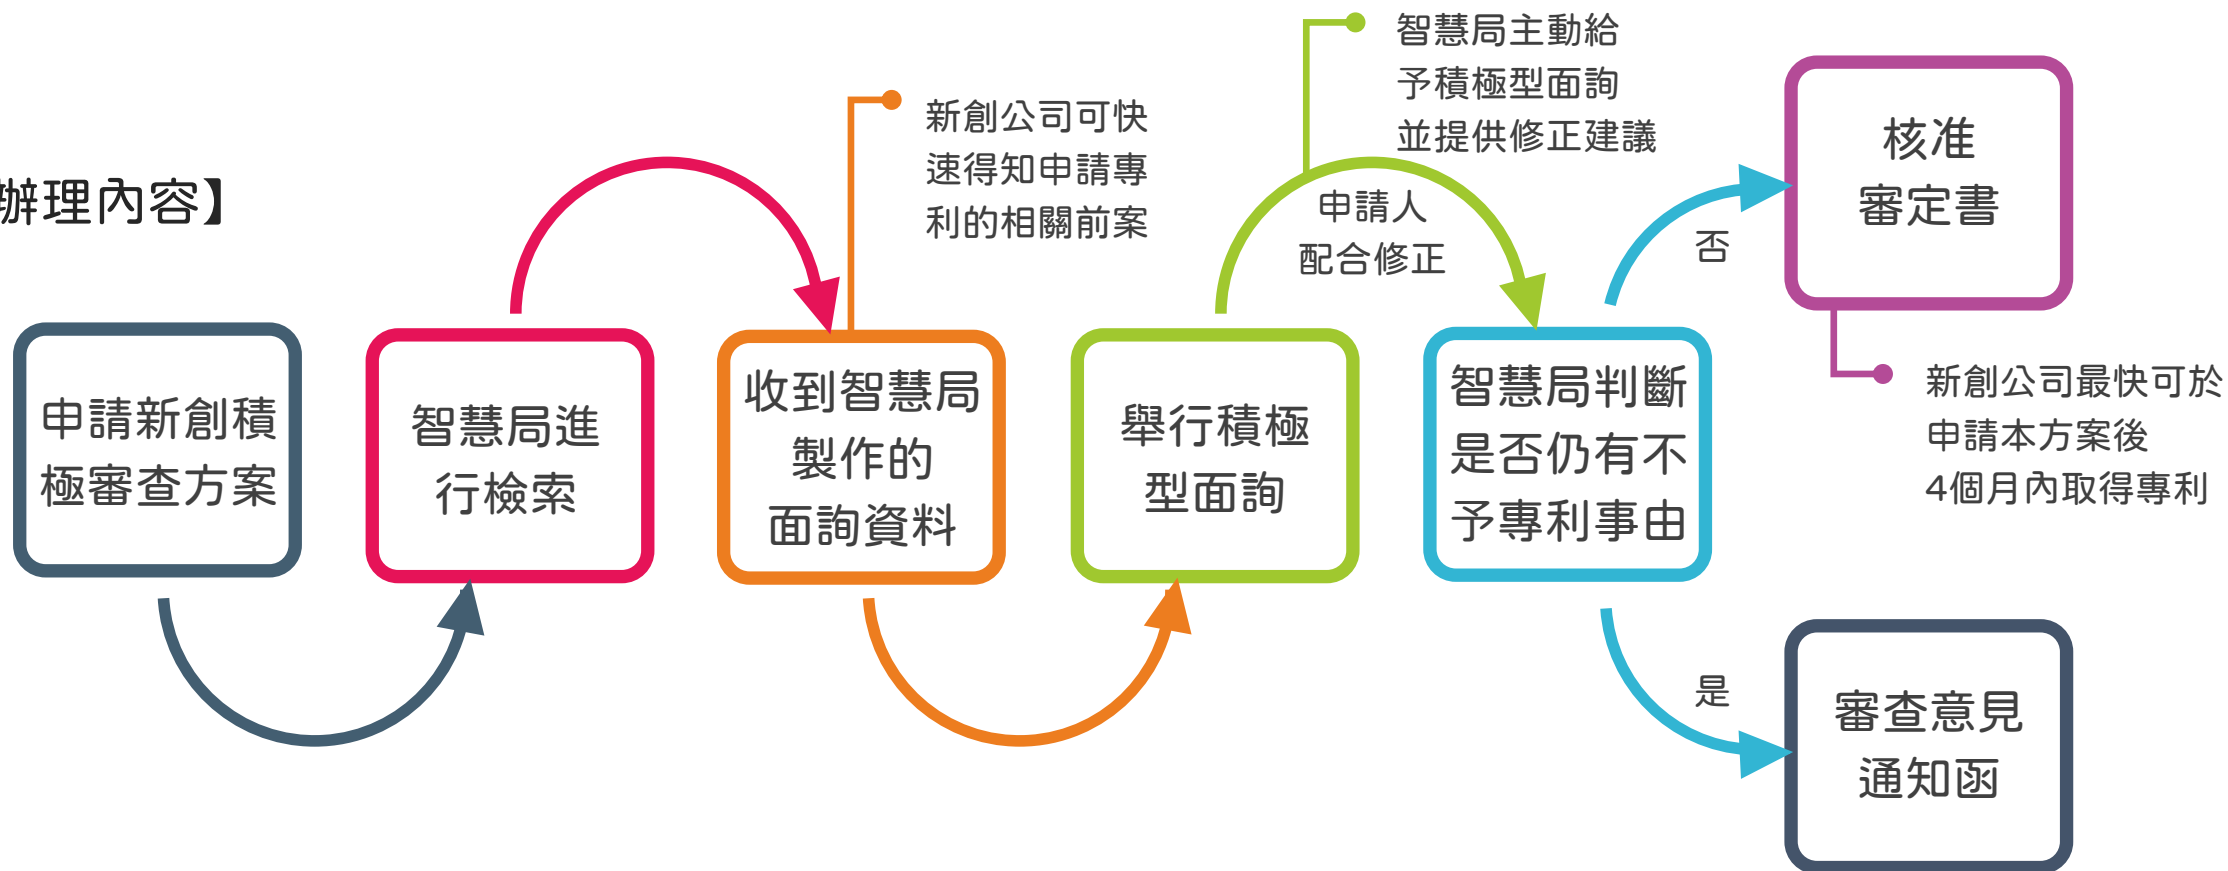 辦理內容】
申請新創積
極審查方案
智慧局進
行檢索
新創公司可快
速得知申請專
利的相關前案
收到智慧局
製作的
面詢資料
智慧局主動給
予積極型面詢
並提供修正建議
申請人
配合修正
舉行積極
型面詢
智慧局判斷
是否仍有不
予專利事由
否
核准
審定書
新創公司最快可於
申請本方案後
4個月內取得專利
是
審查意見
通知函